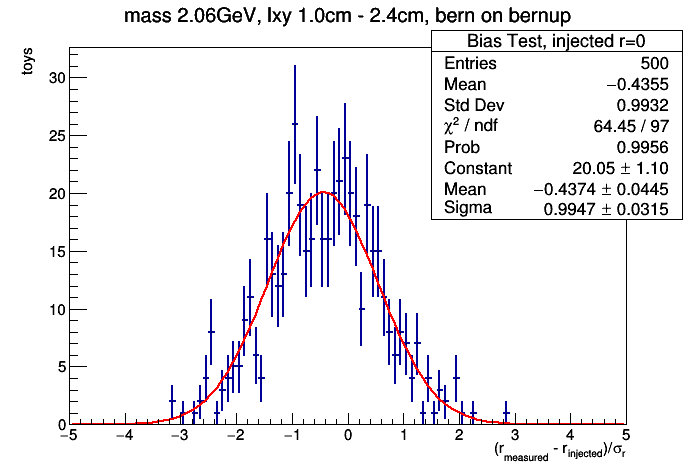 mass 2.06GeV, lxy 1.0cm - 2.4cm, bern on bernup
Bias Test, injected r=0
Entries 500
Mean −0.4355
Std Dev 0.9932
χ² / ndf 64.45 / 97
Prob 0.9956
Constant 20.05 ± 1.10
Mean −0.4374 ± 0.0445
Sigma 0.9947 ± 0.0315
toys
30
25
20
15
10
5
0
−5 −4 −3 −2 −1 0 1 2 3 4 5
(r_measured - r_injected)/σ_r